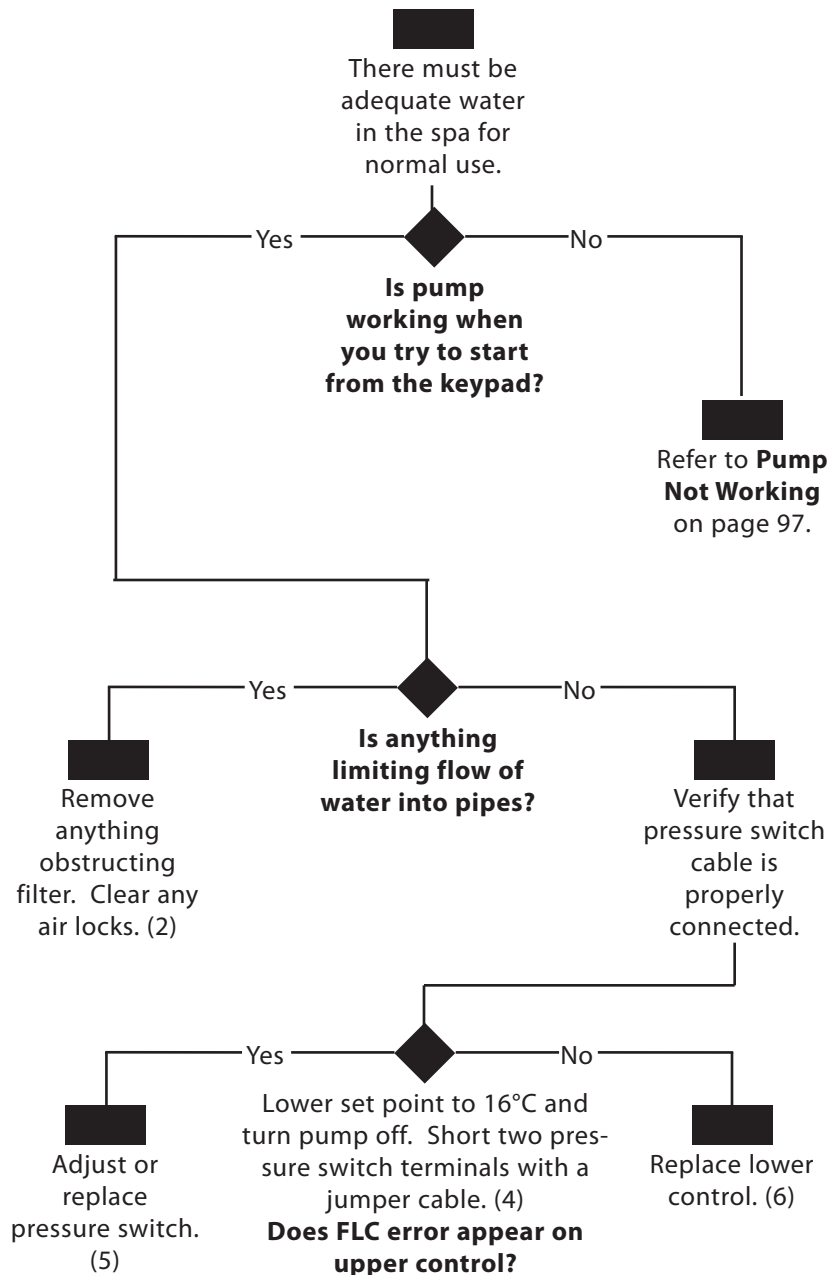 There must be
adequate water
in the spa for
normal use.
Yes
No
Is pump
working when
you try to start
from the keypad?
Refer to Pump
Not Working
on page 97.
Yes
No
Is anything
limiting flow of
water into pipes?
Remove
anything
obstructing
filter. Clear any
air locks. (2)
Verify that
pressure switch
cable is
properly
connected.
Yes
No
Lower set point to 16°C and
turn pump off. Short two pres-
sure switch terminals with a
jumper cable. (4)
Does FLC error appear on
upper control?
Adjust or
replace
pressure switch.
(5)
Replace lower
control. (6)